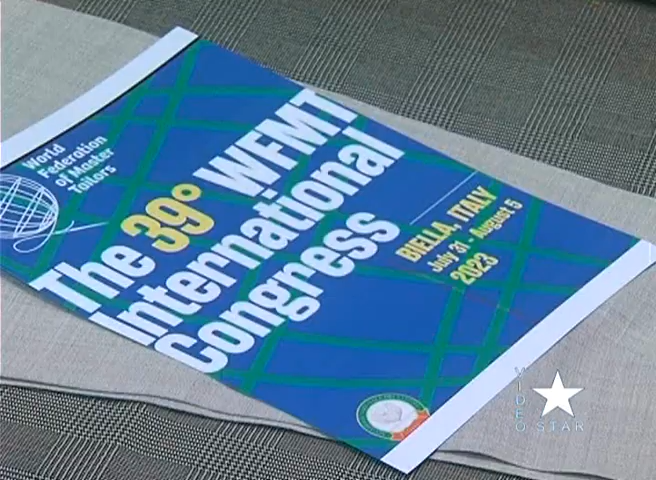 World
Federation
of Master
Tailors
The 39° WFMT
International
Congress
BIELLA, ITALY
July 31 - August 5
2023
VIDEO STAR